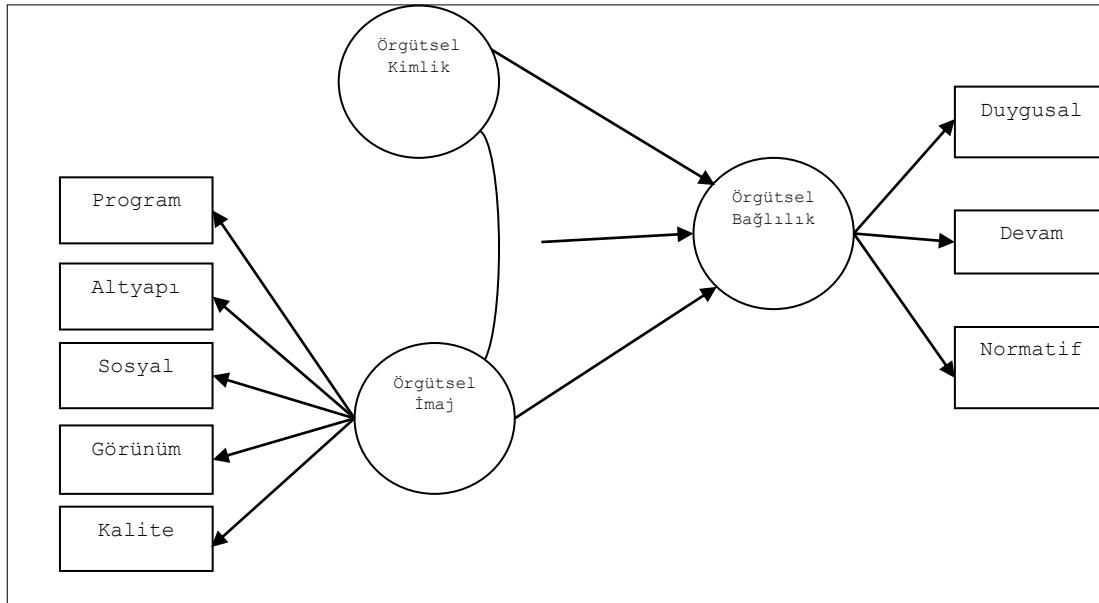 Örgütsel
Kimlik
Program
Altyapı
Sosyal
Görünüm
Kalite
Örgütsel
İmaj
Örgütsel
Bağlılık
Duygusal
Devam
Normatif